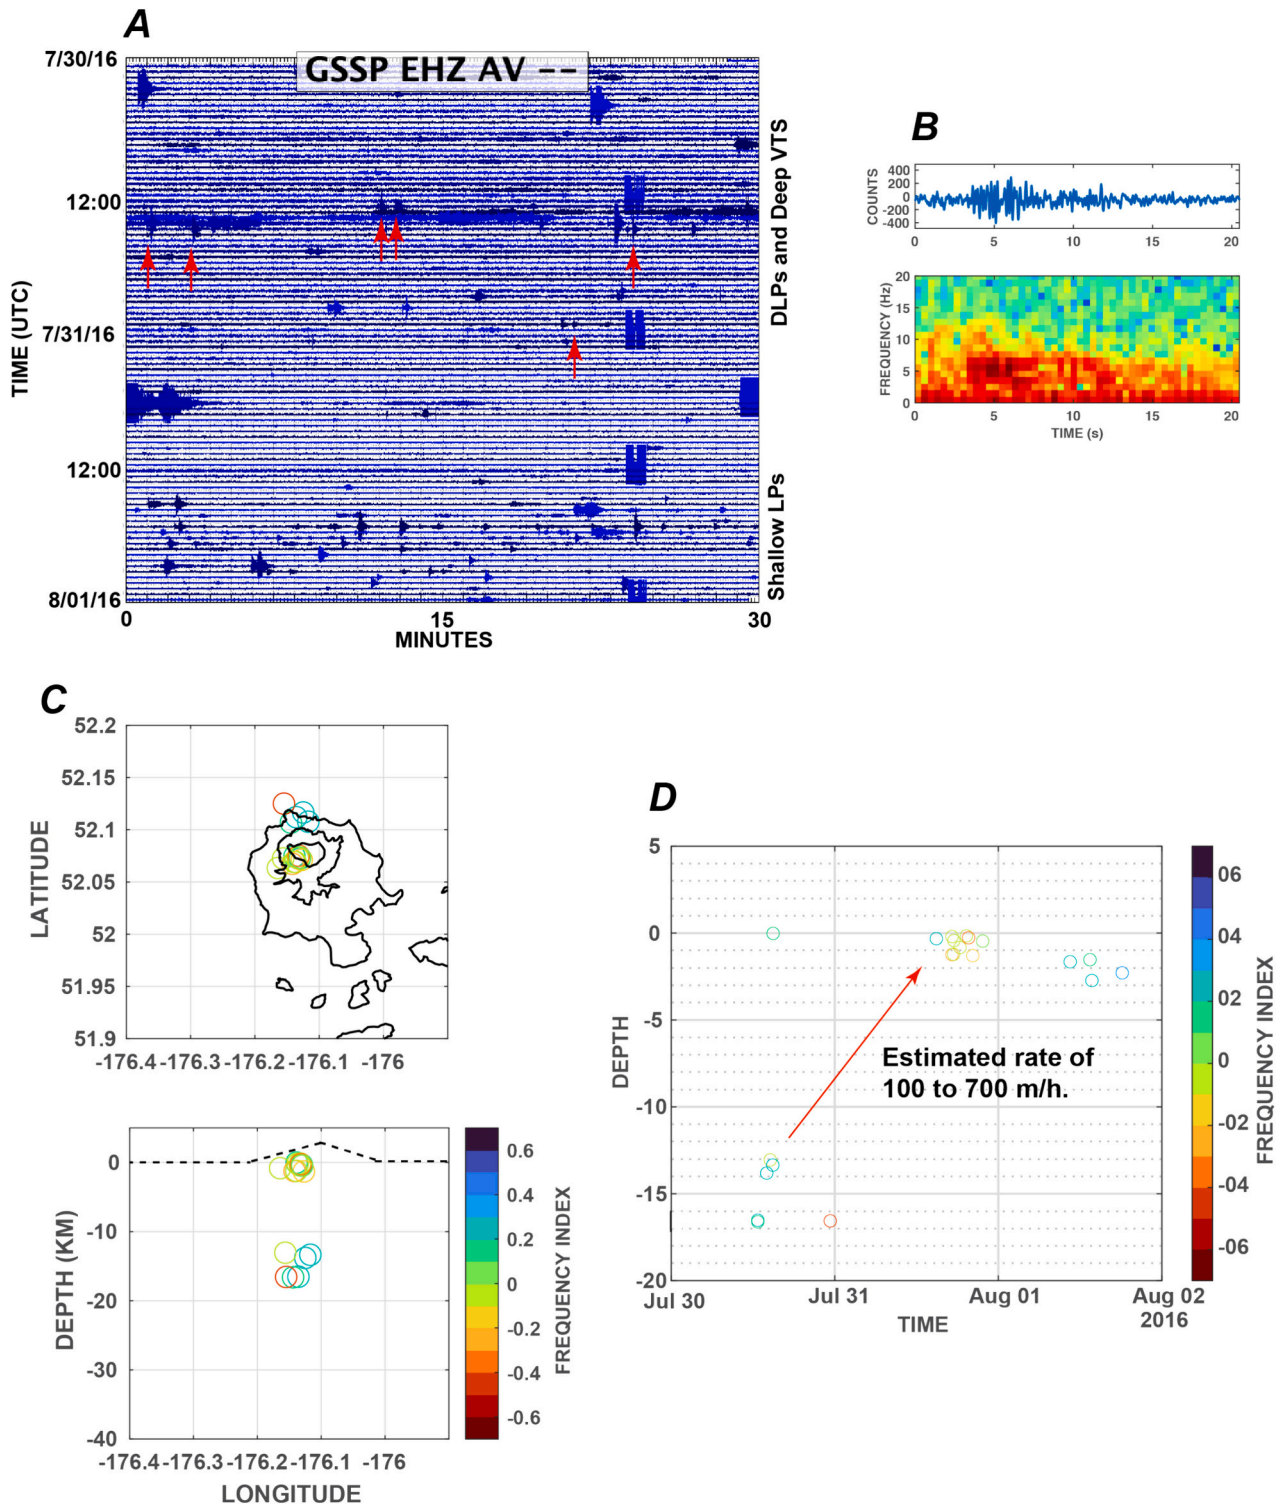 A
7/30/16
GSSP EHZ AV --
12:00
7/31/16
12:00
8/01/16
TIME (UTC)
DLPs and Deep VTS
Shallow LPs
0
15
30
MINUTES
B
400
200
0
-200
-400
COUNTS
0
5
10
15
20
20
15
10
5
0
FREQUENCY (Hz)
0
5
10
15
20
TIME (s)
C
52.2
52.15
52.1
52.05
52
51.95
51.9
LATITUDE
-176.4
-176.3
-176.2
-176.1
-176
0
-10
-20
-30
-40
DEPTH (KM)
-176.4
-176.3
-176.2
-176.1
-176
LONGITUDE
0.6
0.4
0.2
0
-0.2
-0.4
-0.6
FREQUENCY INDEX
D
5
0
-5
-10
-15
-20
DEPTH
Estimated rate of
100 to 700 m/h.
Jul 30
Jul 31
Aug 01
Aug 02
2016
TIME
06
04
02
0
-02
-04
-06
FREQUENCY INDEX